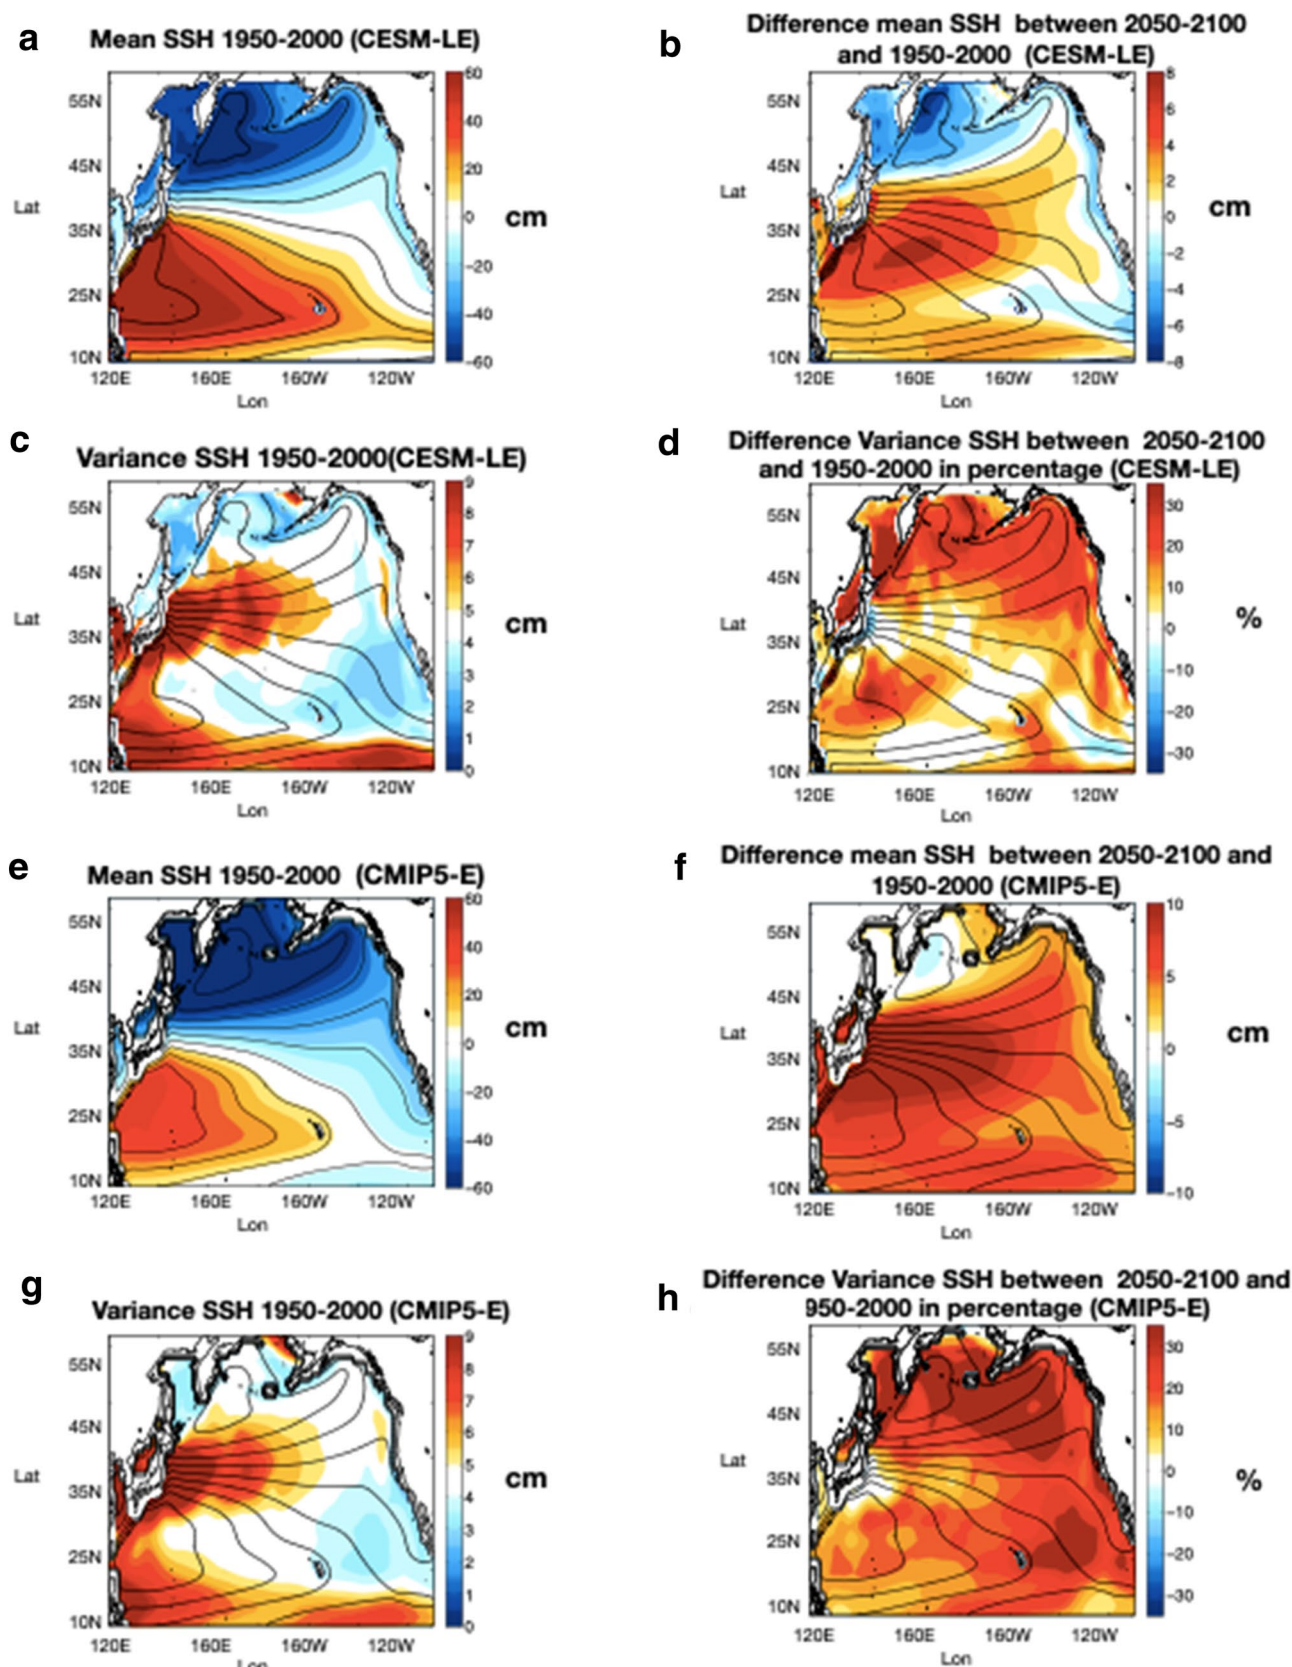 a
Mean SSH 1950-2000 (CESM-LE)
55N
45N
35N
25N
10N
Lat
120E 160E 160W 120W
Lon
60
40
20
0
-20
-40
-60
cm
b
Difference mean SSH between 2050-2100
and 1950-2000 (CESM-LE)
55N
45N
35N
25N
10N
Lat
120E 160E 160W 120W
Lon
8
6
4
2
0
-2
-4
-6
-8
cm
c
Variance SSH 1950-2000(CESM-LE)
55N
45N
35N
25N
10N
Lat
120E 160E 160W 120W
Lon
9
8
7
6
5
4
3
2
1
0
cm
d
Difference Variance SSH between 2050-2100
and 1950-2000 in percentage (CESM-LE)
55N
45N
35N
25N
10N
Lat
120E 160E 160W 120W
Lon
30
20
10
0
-10
-20
-30
%
e
Mean SSH 1950-2000 (CMIP5-E)
55N
45N
35N
25N
10N
Lat
120E 160E 160W 120W
Lon
60
40
20
0
-20
-40
-60
cm
f
Difference mean SSH between 2050-2100 and
1950-2000 (CMIP5-E)
55N
45N
35N
25N
10N
Lat
120E 160E 160W 120W
Lon
10
5
0
-5
-10
cm
g
Variance SSH 1950-2000 (CMIP5-E)
55N
45N
35N
25N
10N
Lat
120E 160E 160W 120W
Lon
9
8
7
6
5
4
3
2
1
0
cm
h
Difference Variance SSH between 2050-2100 and
950-2000 in percentage (CMIP5-E)
55N
45N
35N
25N
10N
Lat
120E 160E 160W 120W
Lon
30
20
10
0
-10
-20
-30
%